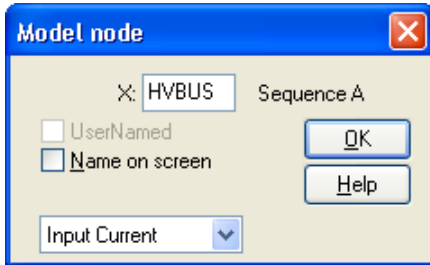 Model node
X: HVBUS Sequence A
UserNamed
Name on screen
OK
Help
Input Current